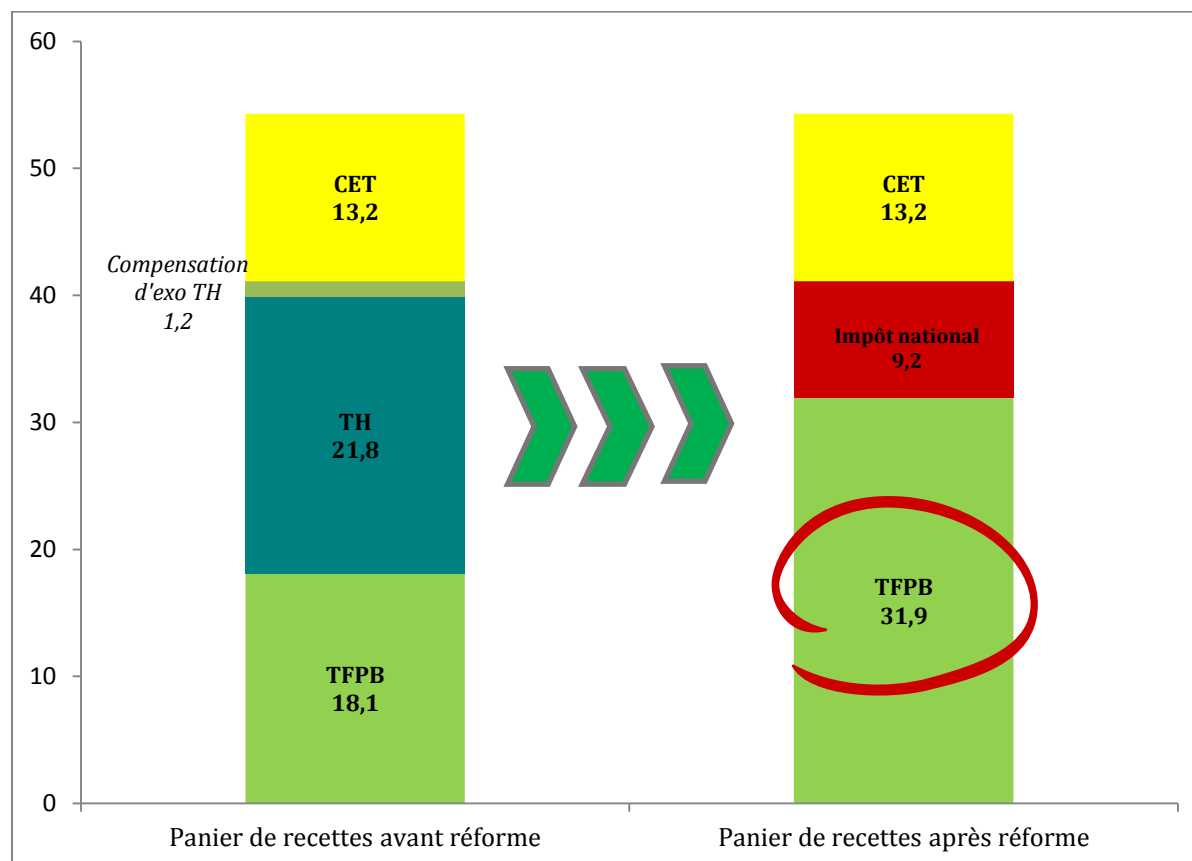 60
50
40
30
20
10
0
CET
13,2
Compensation
d'exo TH
1,2
TH
21,8
TFPB
18,1
CET
13,2
Impôt national
9,2
TFPB
31,9
Panier de recettes avant réforme
Panier de recettes après réforme